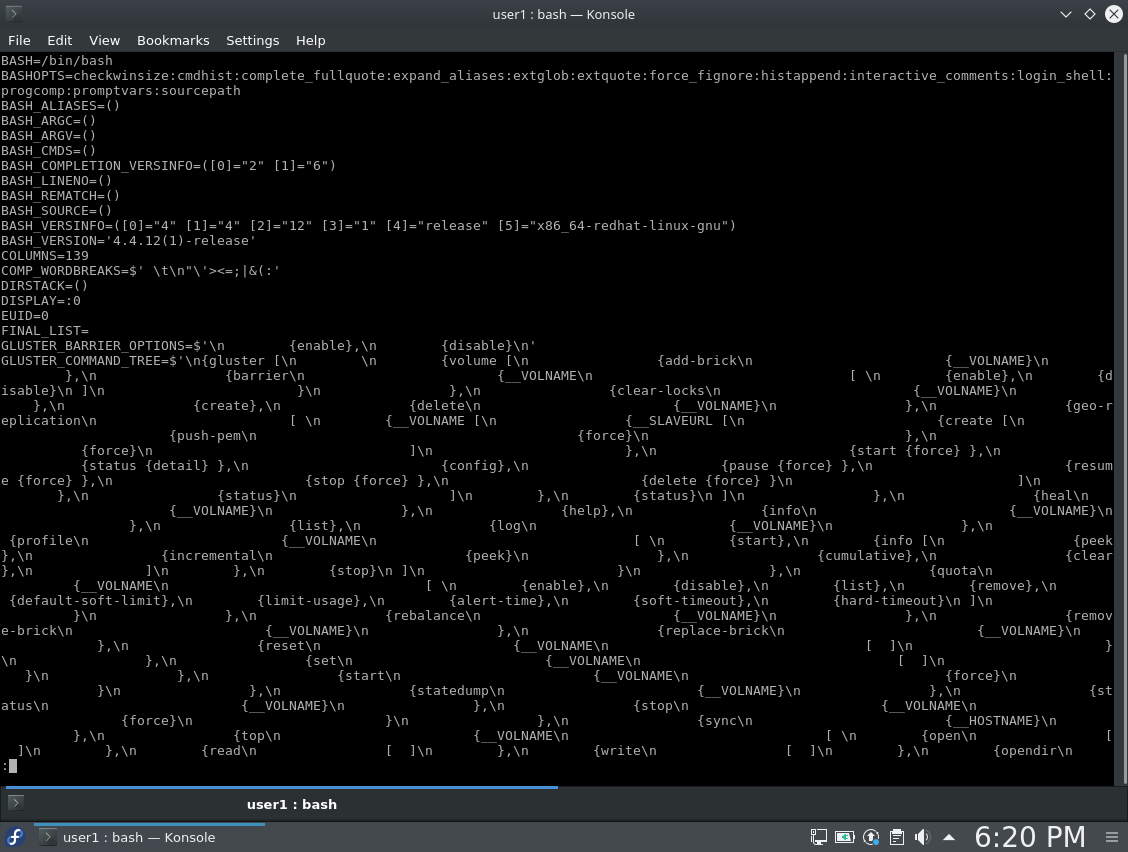 user1 : bash — Konsole
File Edit View Bookmarks Settings Help
BASH=/bin/bash
BASHOPTS=checkwinsize:cmdhist:complete_fullquote:expand_aliases:extglob:extquote:force_fignore:histappend:interactive_comments:login_shell:
progcomp:promptvars:sourcepath
BASH_ALIASES=()
BASH_ARGC=()
BASH_ARGV=()
BASH_CMDS=()
BASH_COMPLETION_VERSINFO=([0]="2" [1]="6")
BASH_LINENO=()
BASH_REMATCH=()
BASH_SOURCE=()
BASH_VERSINFO=([0]="4" [1]="4" [2]="12" [3]="1" [4]="release" [5]="x86_64-redhat-linux-gnu")
BASH_VERSION='4.4.12(1)-release'
COLUMNS=139
COMP_WORDBREAKS=$' \t\n"\'><=;|&(:'
DIRSTACK=()
DISPLAY=:0
EUID=0
FINAL_LIST=
GLUSTER_BARRIER_OPTIONS=$'\n {enable},\n {disable}\n'
GLUSTER_COMMAND_TREE=$'\n{gluster [\n \n {volume [\n {add-brick\n {__VOLNAME}\n
},\n {barrier\n {__VOLNAME\n [ \n {enable},\n {d
isable}\n ]\n }\n },\n {clear-locks\n {__VOLNAME}\n
},\n {create},\n {delete\n {__VOLNAME}\n },\n {geo-r
eplication\n [ \n {__VOLNAME [\n {__SLAVEURL [\n {create [\n
{push-pem\n {force}\n },\n
{force}\n ]\n },\n {start {force} },\n
{status {detail} },\n {config},\n {pause {force} },\n {resum
e {force} },\n {stop {force} },\n {delete {force} }\n ]\n
},\n {status}\n ]\n },\n {status}\n ]\n },\n {heal\n
{__VOLNAME}\n },\n {help},\n {info\n {__VOLNAME}\n
},\n {list},\n {log\n {__VOLNAME}\n },\n
{profile\n {__VOLNAME\n [ \n {start},\n {info [\n {peek
},\n {incremental\n {peek}\n },\n {cumulative},\n {clear
},\n ]\n },\n {stop}\n ]\n }\n },\n {quota\n
{__VOLNAME\n [ \n {enable},\n {disable},\n {list},\n {remove},\n
{default-soft-limit},\n {limit-usage},\n {alert-time},\n {soft-timeout},\n {hard-timeout}\n ]\n
}\n },\n {rebalance\n {__VOLNAME}\n },\n {remov
e-brick\n {__VOLNAME}\n },\n {replace-brick\n {__VOLNAME}\n
},\n {reset\n {__VOLNAME\n [ ]\n }
\n },\n {set\n {__VOLNAME\n [ ]\n
}\n },\n {start\n {__VOLNAME\n {force}\n
}\n },\n {statedump\n {__VOLNAME}\n },\n {st
atus\n {__VOLNAME}\n },\n {stop\n {__VOLNAME\n
{force}\n }\n },\n {sync\n {__HOSTNAME}\n
},\n {top\n {__VOLNAME\n [ \n {open\n [
]\n },\n {read\n [ ]\n },\n {write\n [ ]\n },\n {opendir\n
:
user1 : bash
user1 : bash — Konsole
6:20 PM